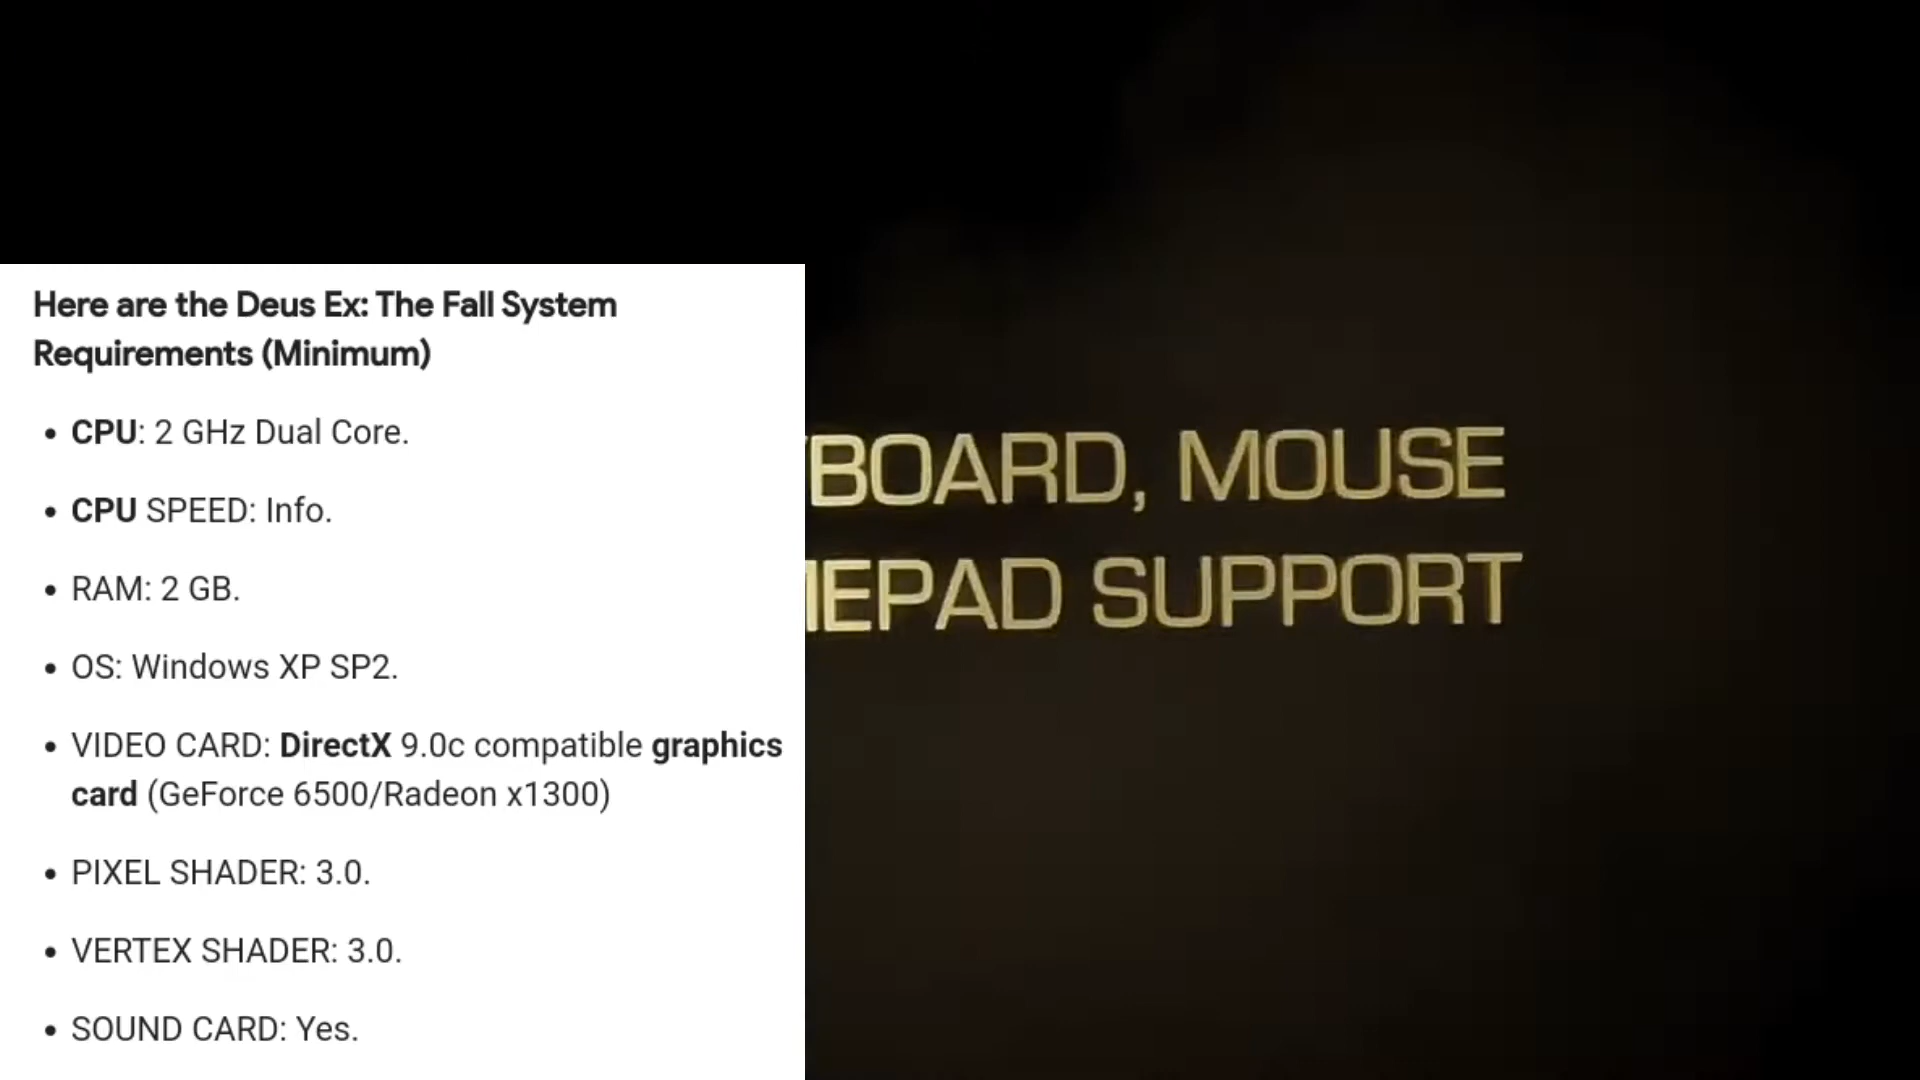 Here are the Deus Ex: The Fall System
Requirements (Minimum)
• CPU: 2 GHz Dual Core.
• CPU SPEED: Info.
• RAM: 2 GB.
• OS: Windows XP SP2.
• VIDEO CARD: DirectX 9.0c compatible graphics
card (GeForce 6500/Radeon x1300)
• PIXEL SHADER: 3.0.
• VERTEX SHADER: 3.0.
• SOUND CARD: Yes.
BOARD, MOUSE
EPAD SUPPORT